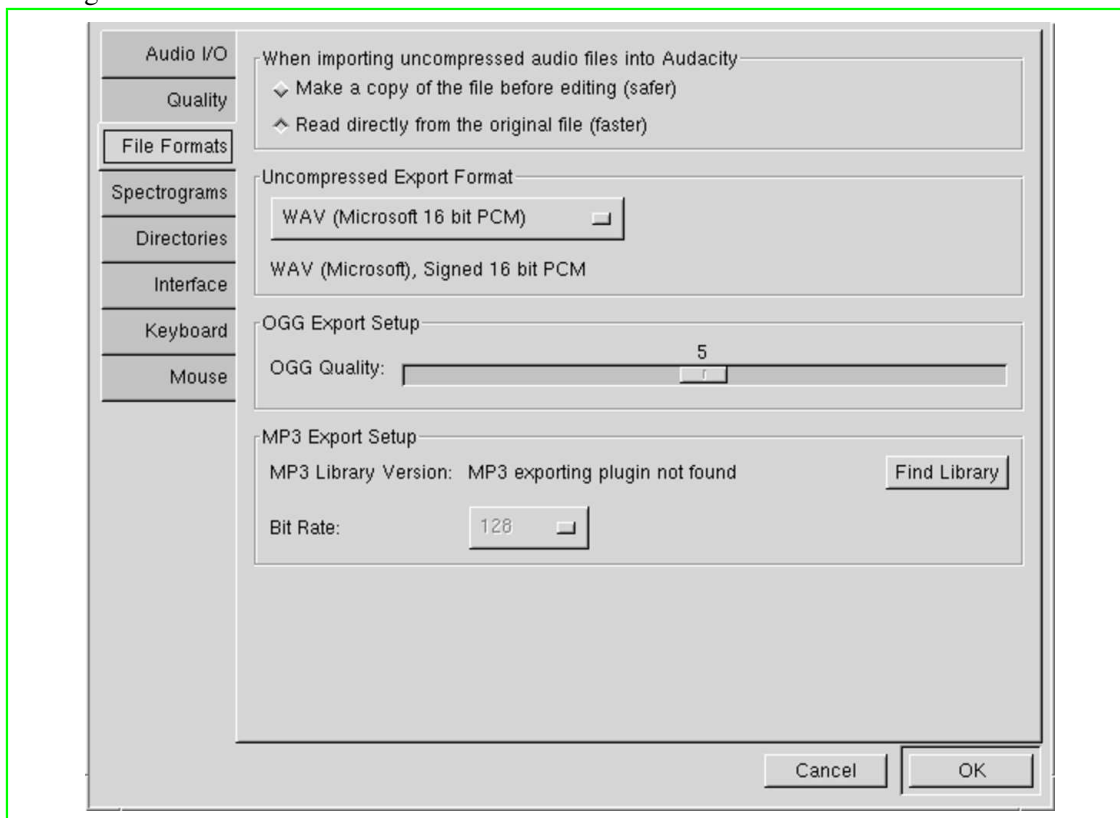 Audio I/O
Quality
File Formats
Spectrograms
Directories
Interface
Keyboard
Mouse
When importing uncompressed audio files into Audacity
Make a copy of the file before editing (safer)
Read directly from the original file (faster)
Uncompressed Export Format
WAV (Microsoft 16 bit PCM)
WAV (Microsoft), Signed 16 bit PCM
OGG Export Setup
5
OGG Quality:
MP3 Export Setup
MP3 Library Version: MP3 exporting plugin not found
Find Library
Bit Rate: 128
Cancel
OK